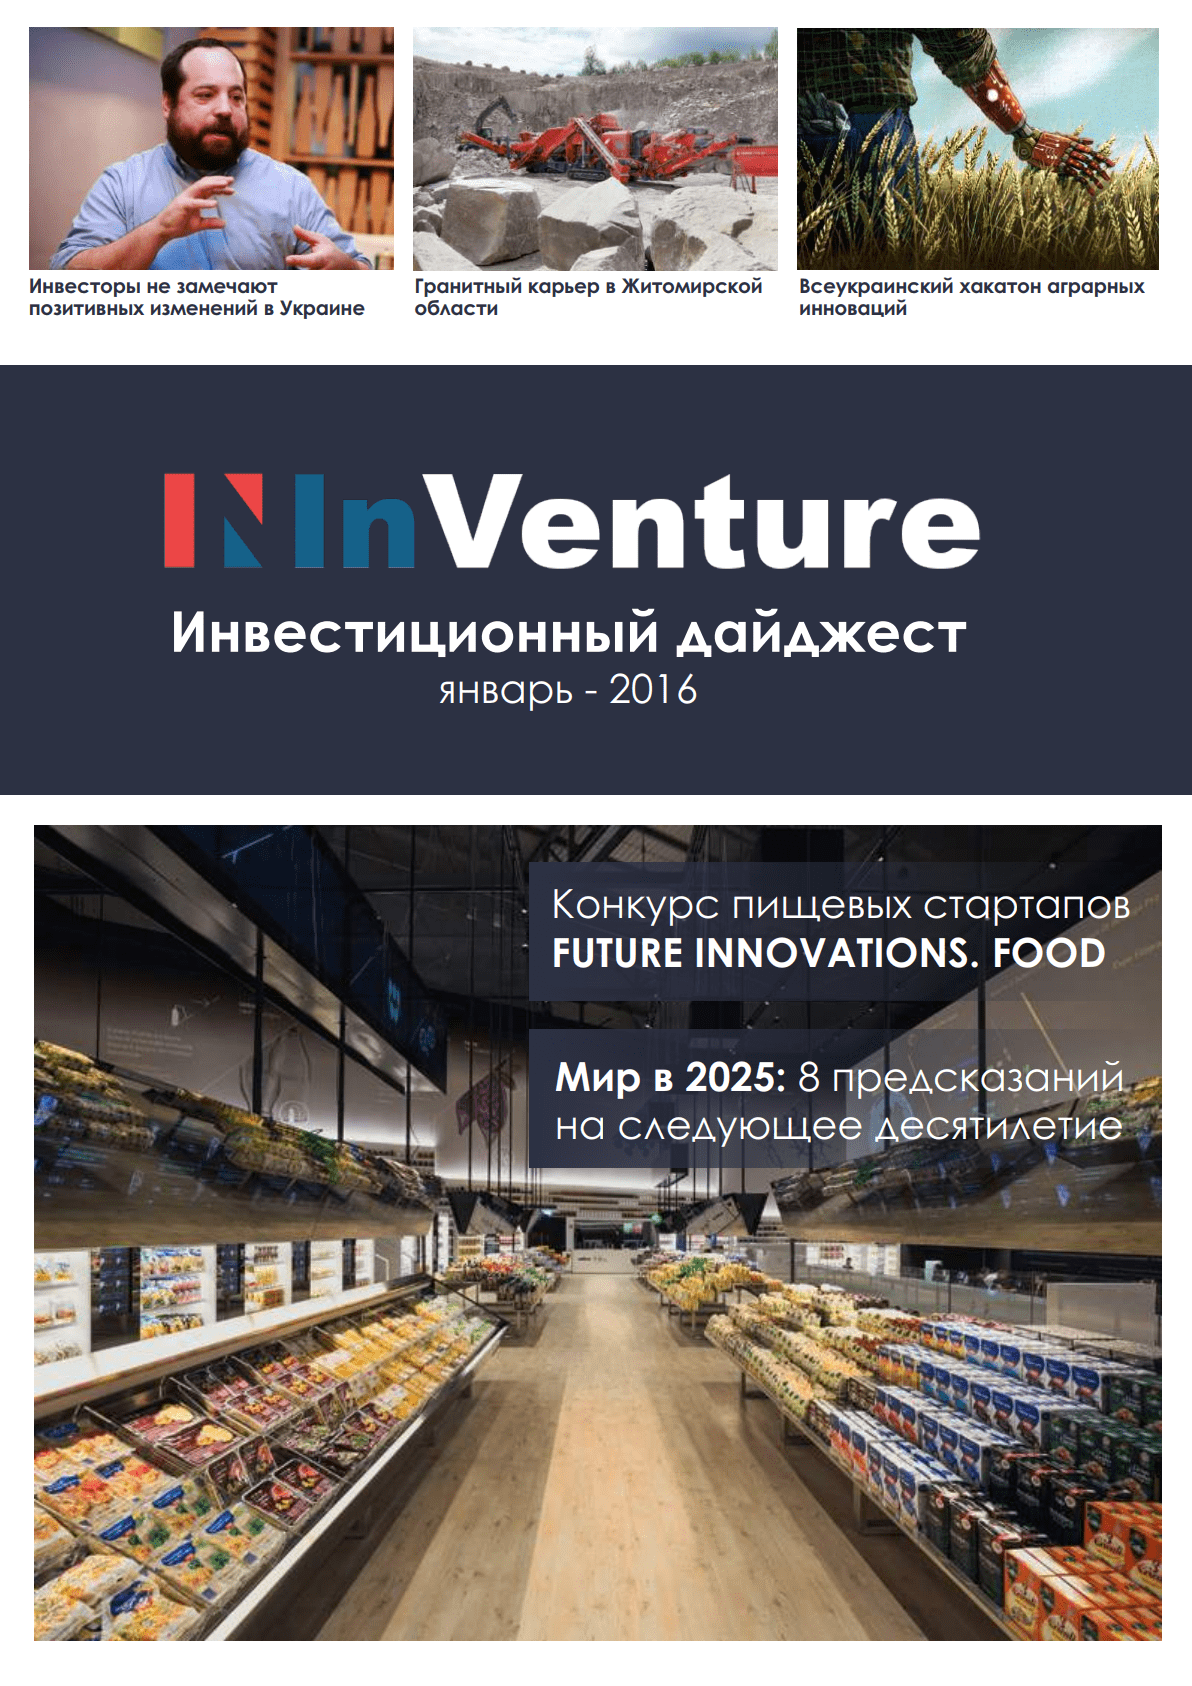 Инвесторы не замечают
позитивных изменений в Украине
Гранитный карьер в Житомирской
области
Всеукраинский хакатон аграрных
инноваций
InVenture
Инвестиционный дайджест
январь - 2016
Конкурс пищевых стартапов
FUTURE INNOVATIONS. FOOD
Мир в 2025: 8 предсказаний
на следующее десятилетие